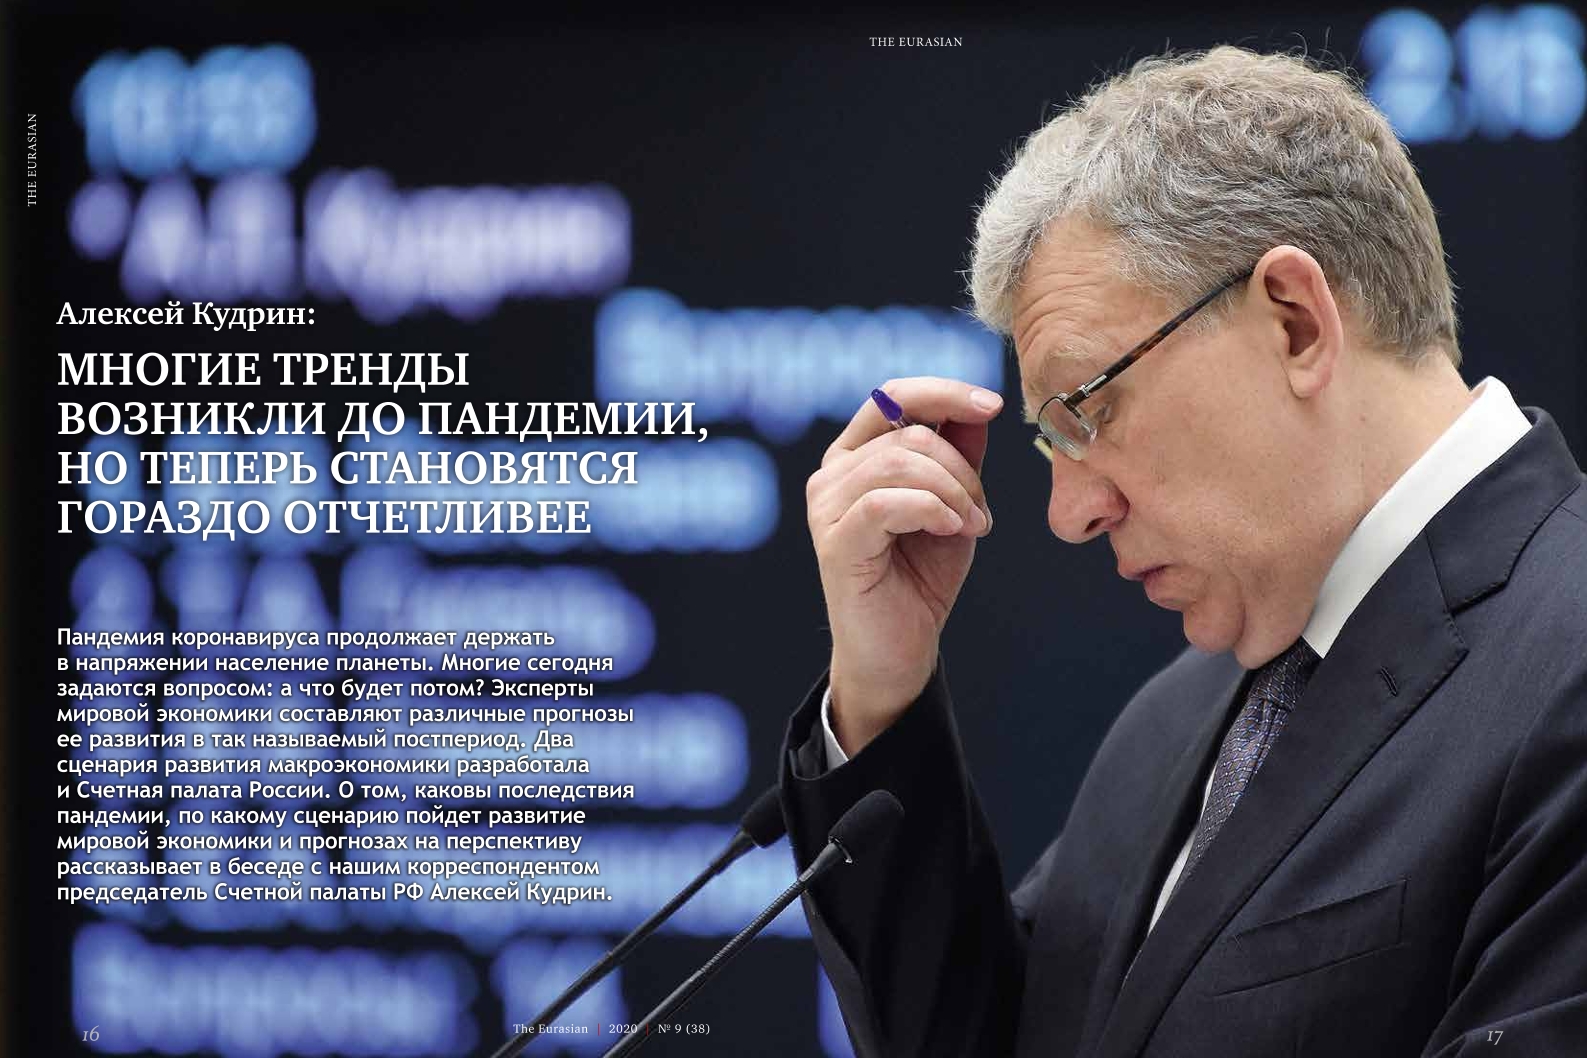 THE EURASIAN
THE EURASIAN
Алексей Кудрин:
МНОГИЕ ТРЕНДЫ
ВОЗНИКЛИ ДО ПАНДЕМИИ,
НО ТЕПЕРЬ СТАНОВЯТСЯ
ГОРАЗДО ОТЧЕТЛИВЕЕ
Пандемия коронавируса продолжает держать
в напряжении население планеты. Многие сегодня
задаются вопросом: а что будет потом? Эксперты
мировой экономики составляют различные прогнозы
ее развития в так называемый постпериод. Два
сценария развития макроэкономики разработала
и Счетная палата России. О том, каковы последствия
пандемии, по какому сценарию пойдет развитие
мировой экономики и прогнозах на перспективу
рассказывает в беседе с нашим корреспондентом
председатель Счетной палаты РФ Алексей Кудрин.
16
The Eurasian | 2020 | № 9 (38)
17